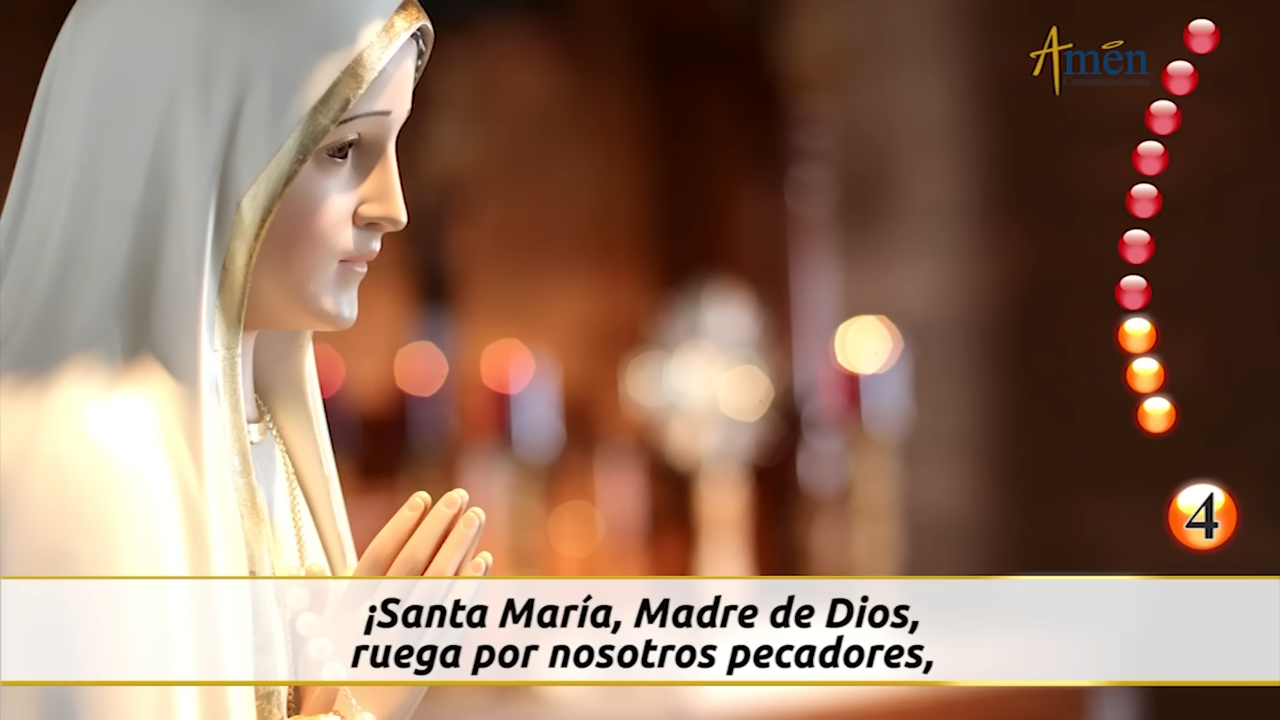 Amén
4
¡Santa María, Madre de Dios,
ruega por nosotros pecadores,